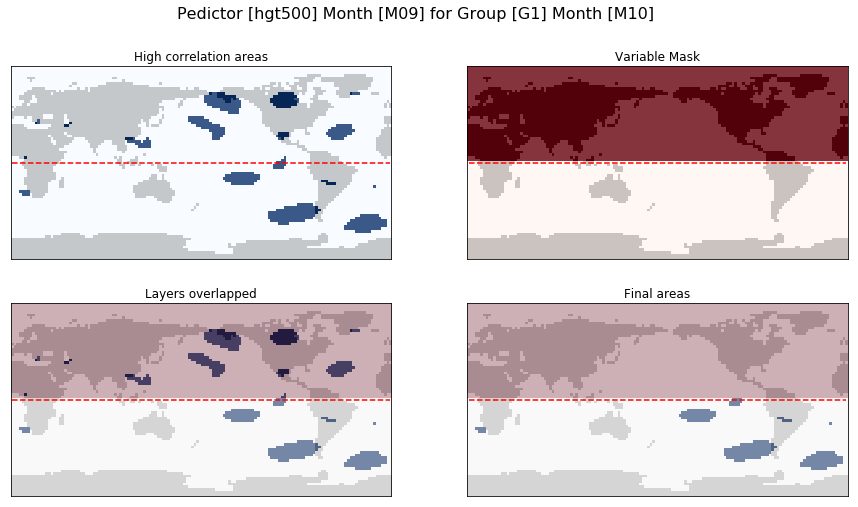 Pedictor [hgt500] Month [M09] for Group [G1] Month [M10]
High correlation areas
Variable Mask
Layers overlapped
Final areas